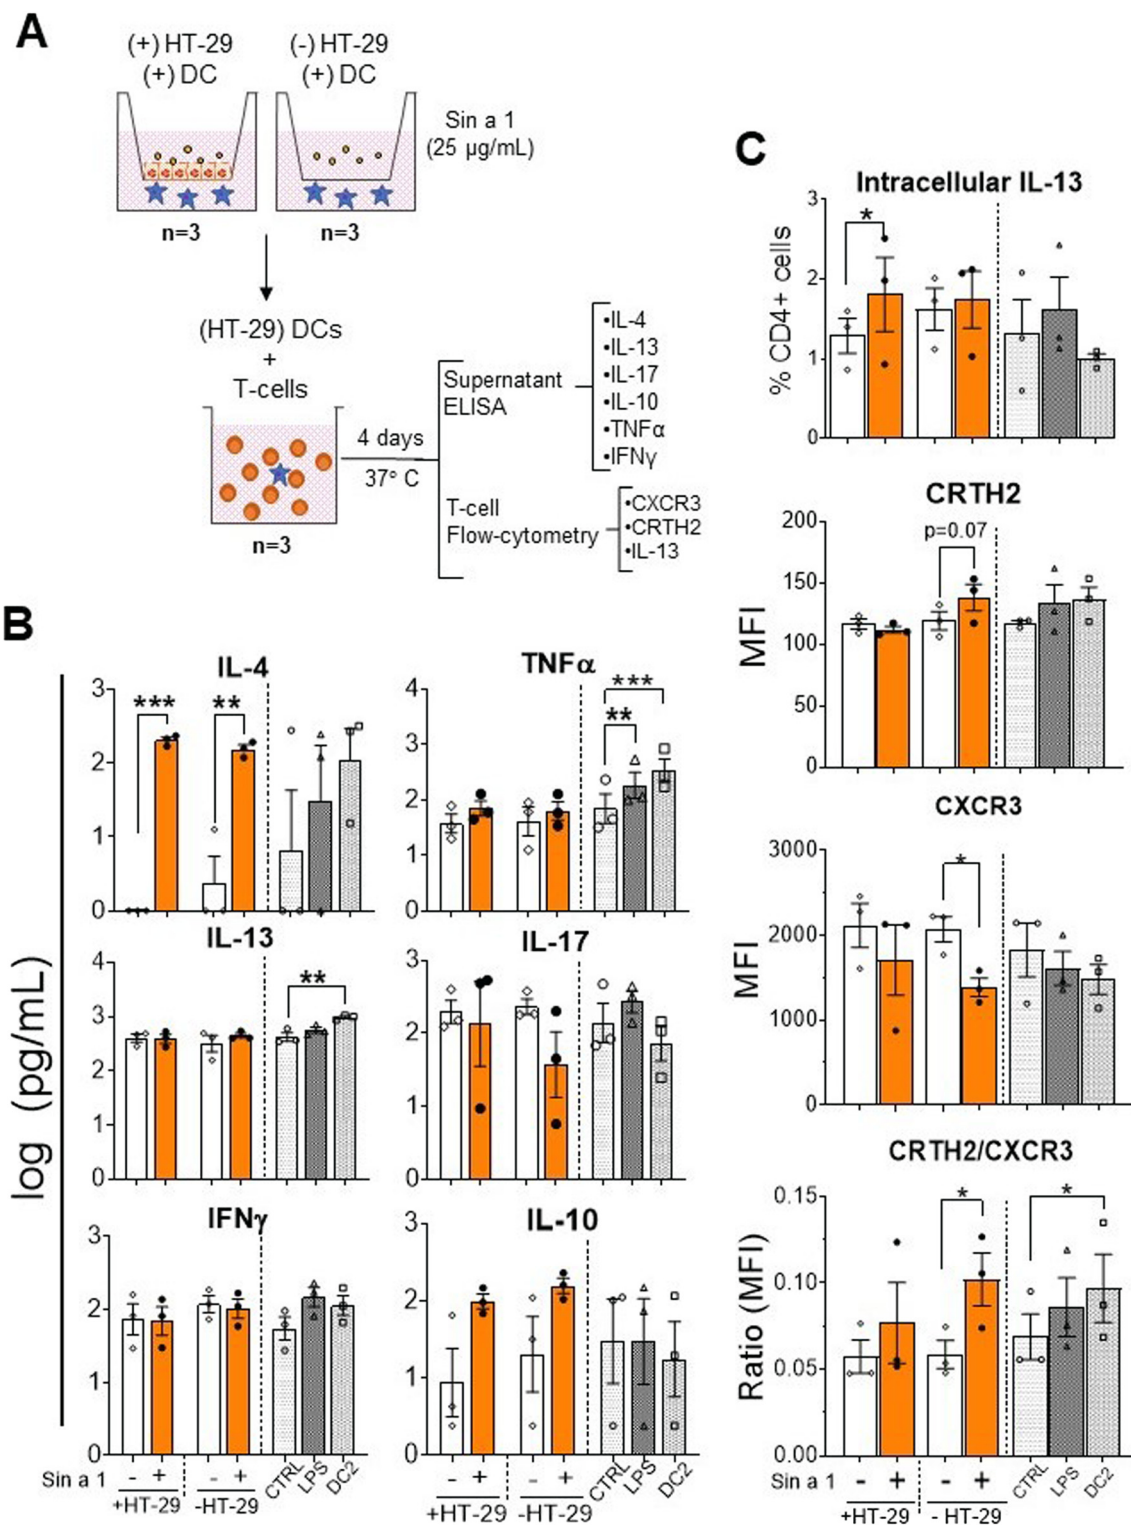 A
(+) HT-29
(+) DC
(-) HT-29
(+) DC
Sin a 1
(25 µg/mL)
n=3
n=3
(HT-29) DCs
+
T-cells
4 days
37° C
n=3
Supernatant
ELISA
•IL-4
•IL-13
•IL-17
•IL-10
•TNFα
•IFNγ
T-cell
Flow-cytometry
•CXCR3
•CRTH2
•IL-13
B
log (pg/mL)
IL-4
3
2
1
0
***
**
TNFα
4
3
2
1
0
**
***
IL-13
4
3
2
1
0
**
IL-17
3
2
1
0
IFNγ
3
2
1
0
Sin a 1
- + - +
+HT-29 -HT-29
CTRL LPS DC2
IL-10
3
2
1
0
- + - +
+HT-29 -HT-29
CTRL LPS DC2
C
Intracellular IL-13
% CD4+ cells
3
2
1
0
*
CRTH2
MFI
200
150
100
50
0
p=0.07
CXCR3
MFI
3000
2000
1000
0
*
CRTH2/CXCR3
Ratio (MFI)
0.15
0.10
0.05
0.00
*
*
Sin a 1
- + - +
+HT-29 - HT-29
CTRL LPS DC2